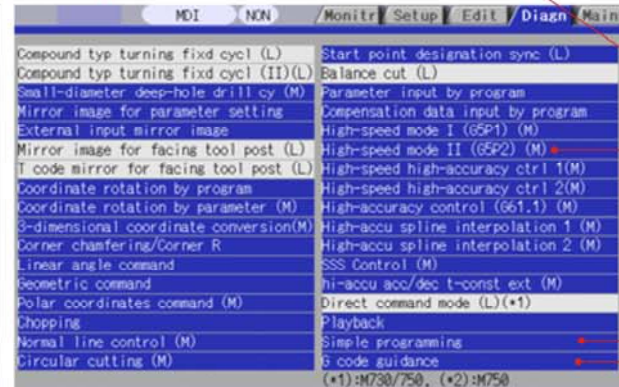 MDI NON Monitr Setup Edit Diagn Main
Compound typ turning fixd cycl (L)
Compound typ turning fixd cycl (II)(L)
Small-diameter deep-hole drill cy (M)
Mirror image for parameter setting
External input mirror image
Mirror image for facing tool post (L)
T code mirror for facing tool post (L)
Coordinate rotation by program
Coordinate rotation by parameter (M)
3-dimensional coordinate conversion(M)
Corner chamfering/Corner R
Linear angle command
Geometric command
Polar coordinates command (M)
Chopping
Normal line control (M)
Circular cutting (M)
Start point designation sync (L)
Balance cut (L)
Parameter input by program
Compensation data input by program
High-speed mode I (G5P1) (M)
High-speed mode II (G5P2) (M)
High-speed high-accuracy ctrl 1(M)
High-speed high-accuracy ctrl 2(M)
High-accuracy control (G61.1) (M)
High-accu spline interpolation 1 (M)
High-accu spline interpolation 2 (M)
SSS Control (M)
hi-accu acc/dec t-const ext (M)
Direct command mode (L)(*1)
Playback
Simple programming
G code guidance
(*1):M730/750, (*2):M750